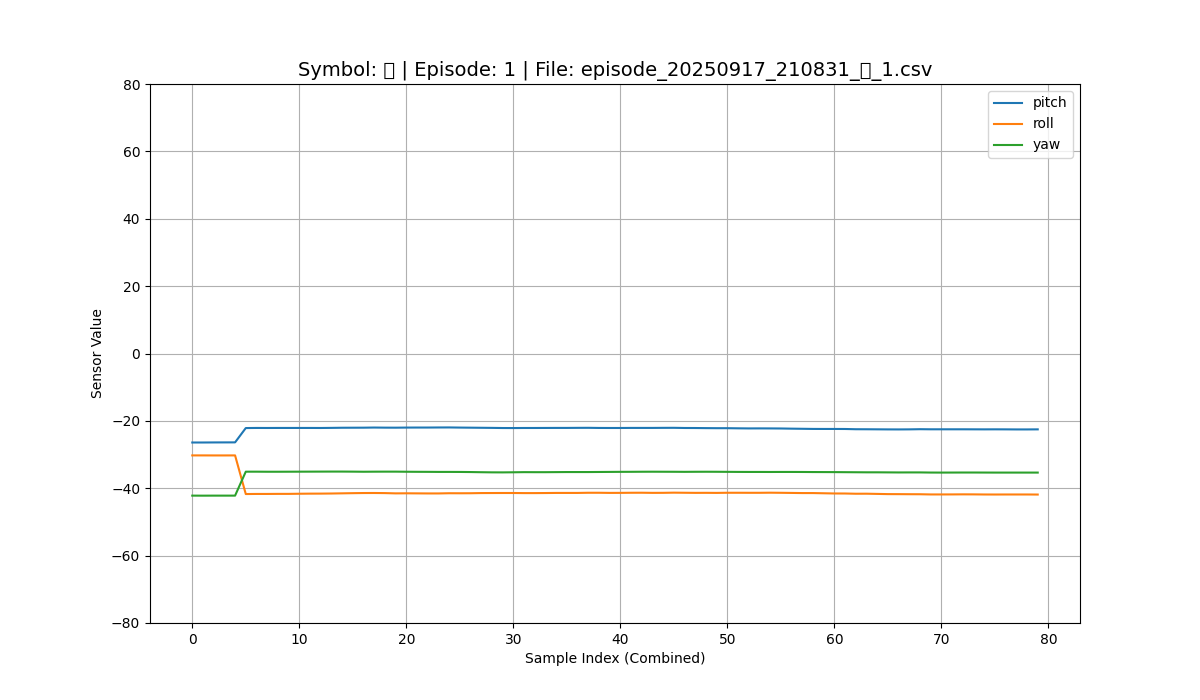 Symbol: ▯ | Episode: 1 | File: episode_20250917_210831_▯_1.csv
pitch
roll
yaw
80
60
40
20
0
−20
−40
−60
−80
Sensor Value
0 10 20 30 40 50 60 70 80
Sample Index (Combined)